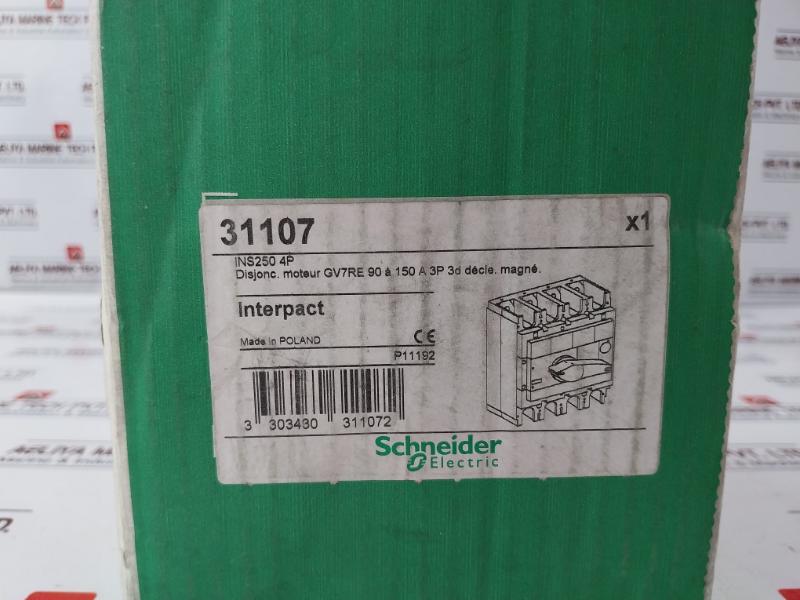 31107
x1
INS250 4P
Disjonc. moteur GV7RE 90 à 150 A 3P 3d décle. magné.
Interpact
Made in POLAND
CE
P11192
3 303430 311072
Schneider
Electric